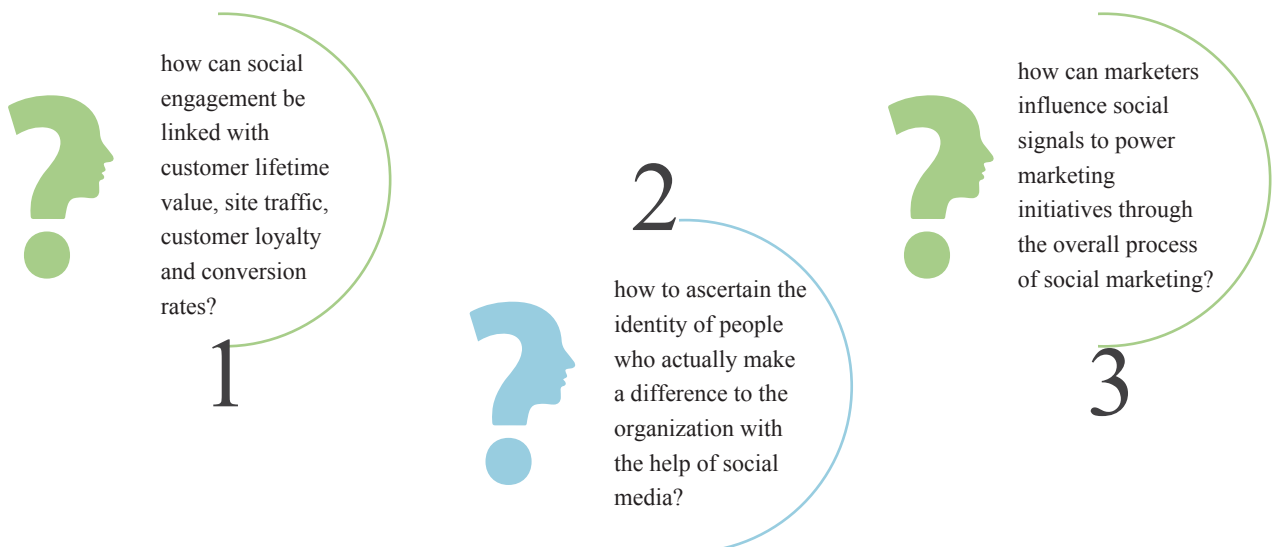 how can social
engagement be
linked with
customer lifetime
value, site traffic,
customer loyalty
and conversion
rates?
1
2
how to ascertain the
identity of people
who actually make
a difference to the
organization with
the help of social
media?
how can marketers
influence social
signals to power
marketing
initiatives through
the overall process
of social marketing?
3